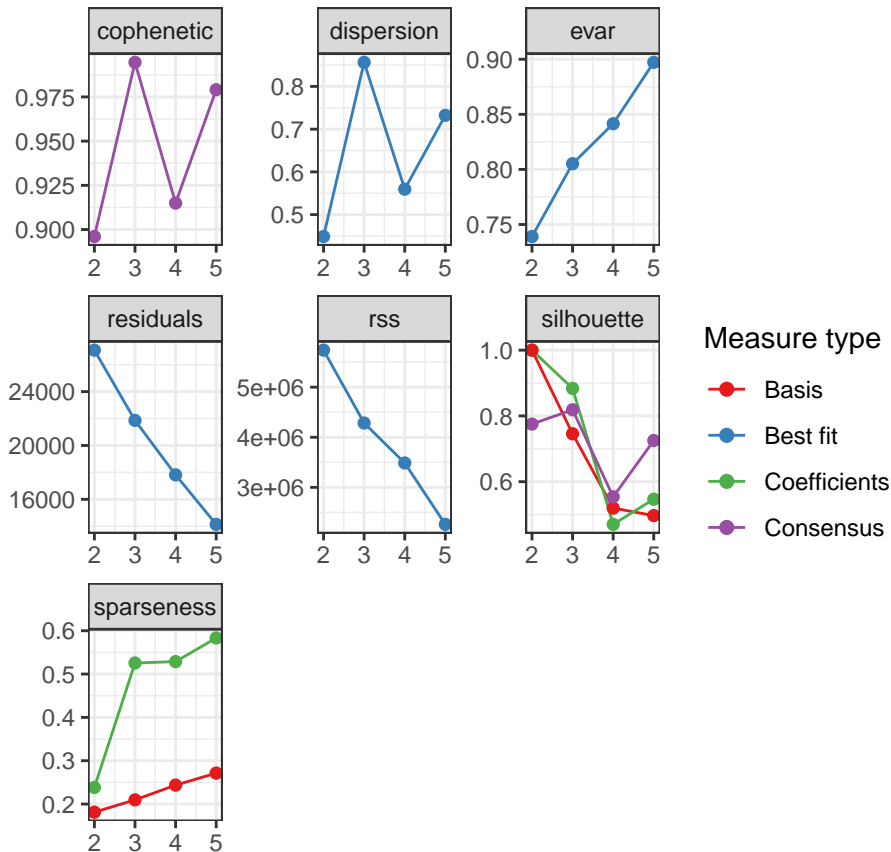 cophenetic
dispersion
evar
0.975
0.950
0.925
0.900
2 3 4 5
0.8
0.7
0.6
0.5
2 3 4 5
0.90
0.85
0.80
0.75
2 3 4 5
residuals
rss
silhouette
24000
20000
16000
2 3 4 5
5e+06
4e+06
3e+06
2 3 4 5
1.0
0.8
0.6
2 3 4 5
Measure type
Basis
Best fit
Coefficients
Consensus
sparseness
0.6
0.5
0.4
0.3
0.2
2 3 4 5